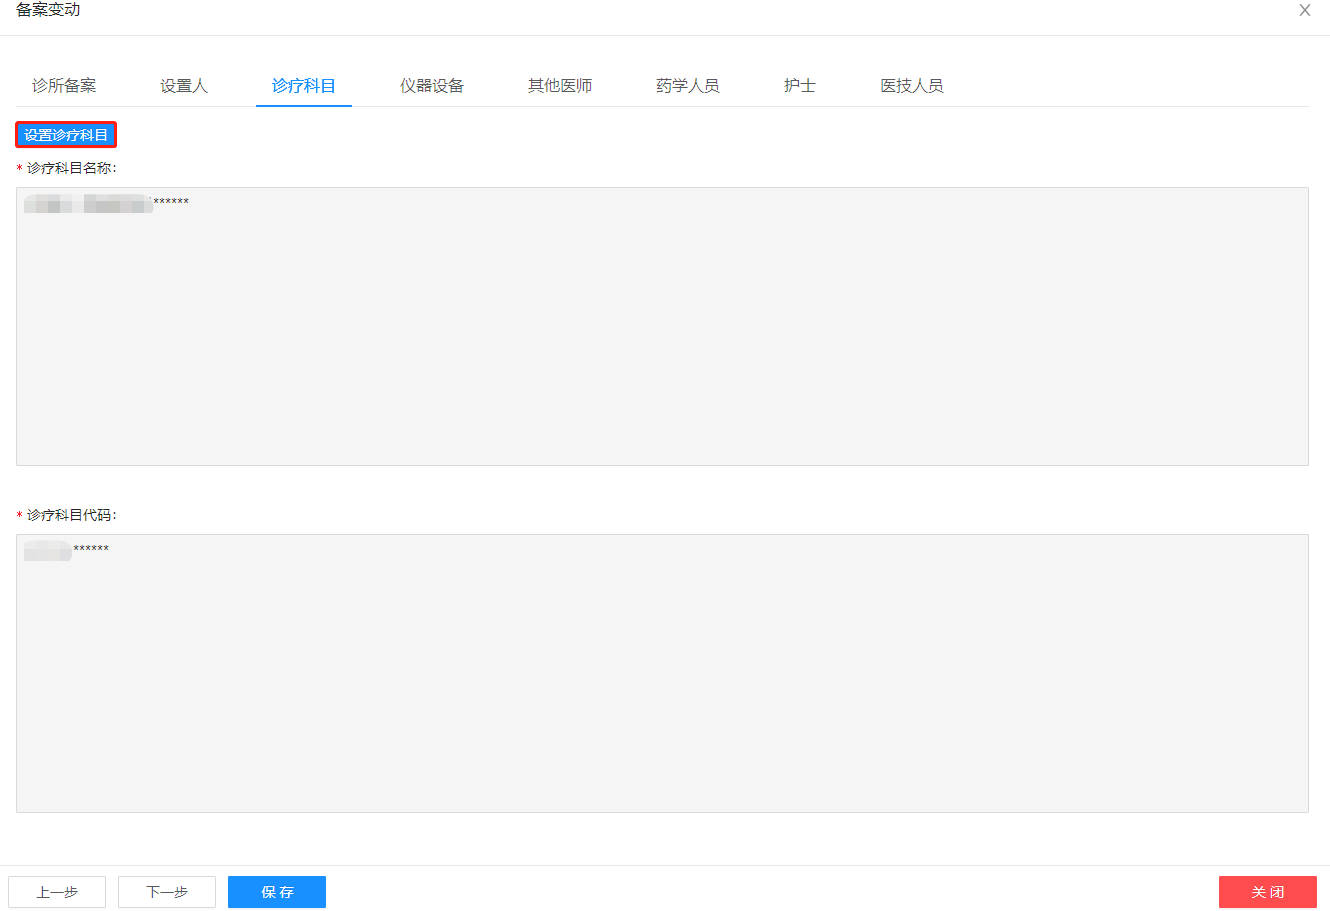 备案变动
诊所备案 设置人 诊疗科目 仪器设备 其他医师 药学人员 护士 医技人员
设置诊疗科目
* 诊疗科目名称:
******
* 诊疗科目代码:
******
上一步 下一步 保存 关闭